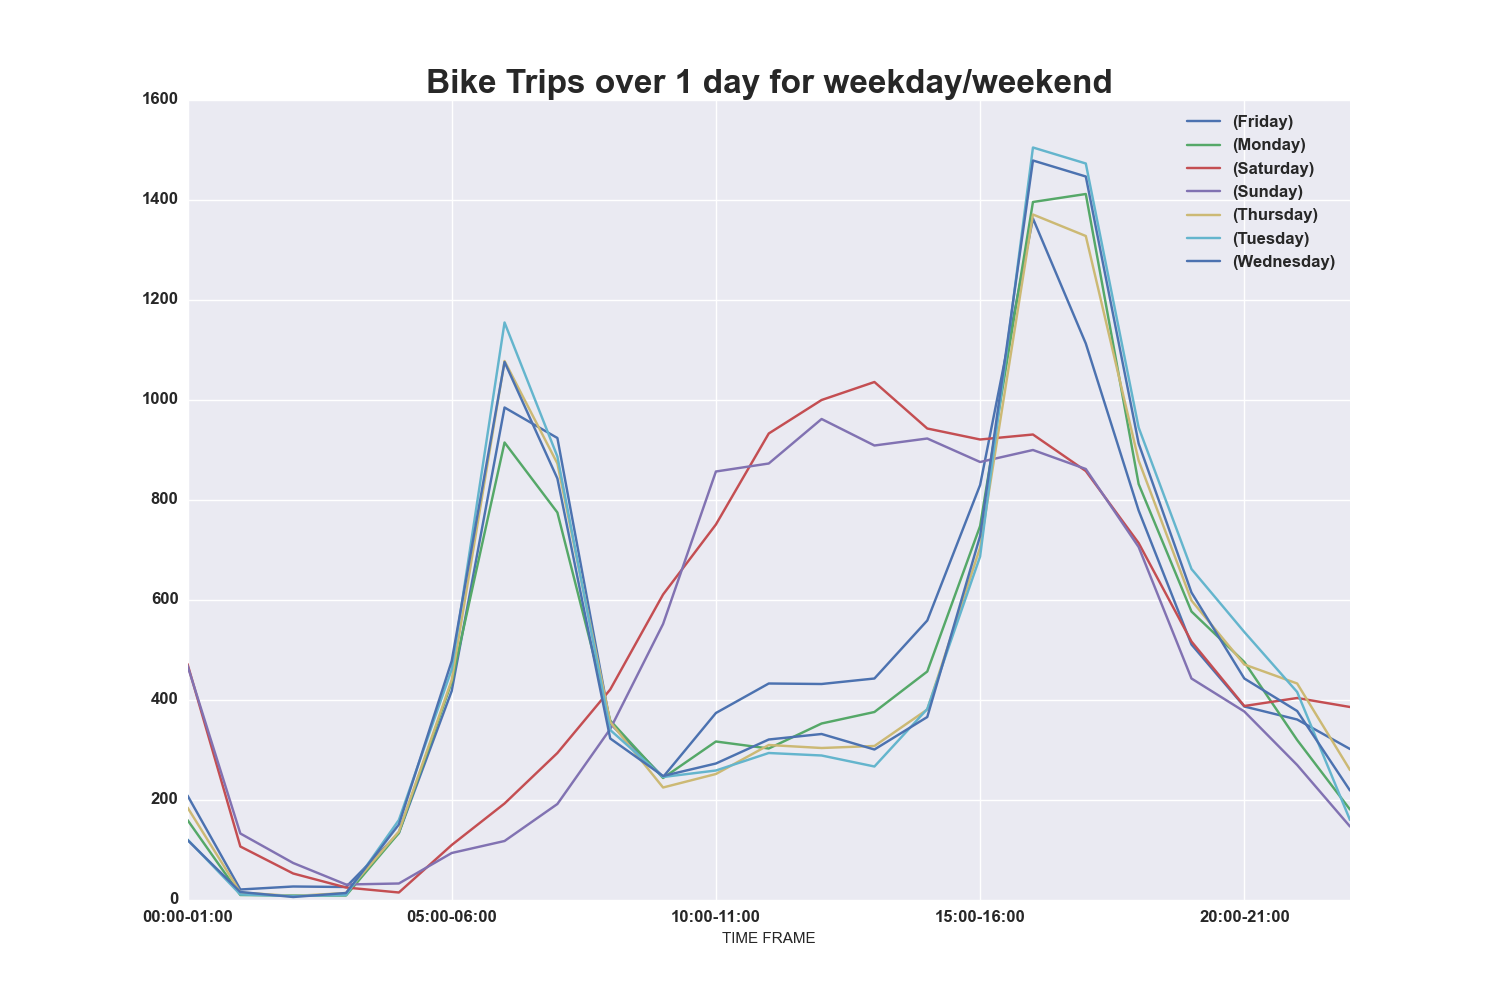 Bike Trips over 1 day for weekday/weekend
1600
1400
1200
1000
800
600
400
200
0
(Friday)
(Monday)
(Saturday)
(Sunday)
(Thursday)
(Tuesday)
(Wednesday)
00:00-01:00 05:00-06:00 10:00-11:00 15:00-16:00 20:00-21:00
TIME FRAME